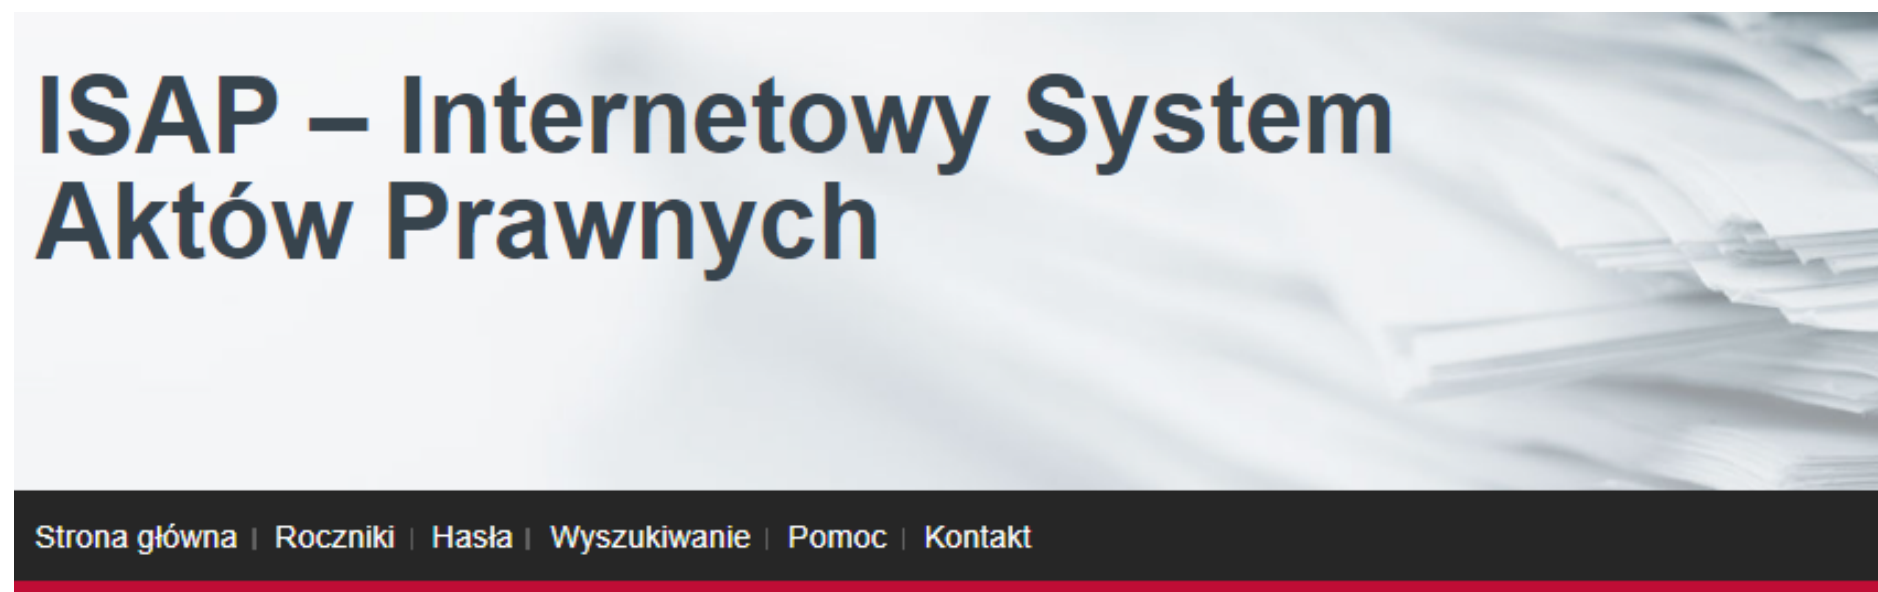 ISAP – Internetowy System
Aktów Prawnych
Strona główna | Roczniki | Hasła | Wyszukiwanie | Pomoc | Kontakt